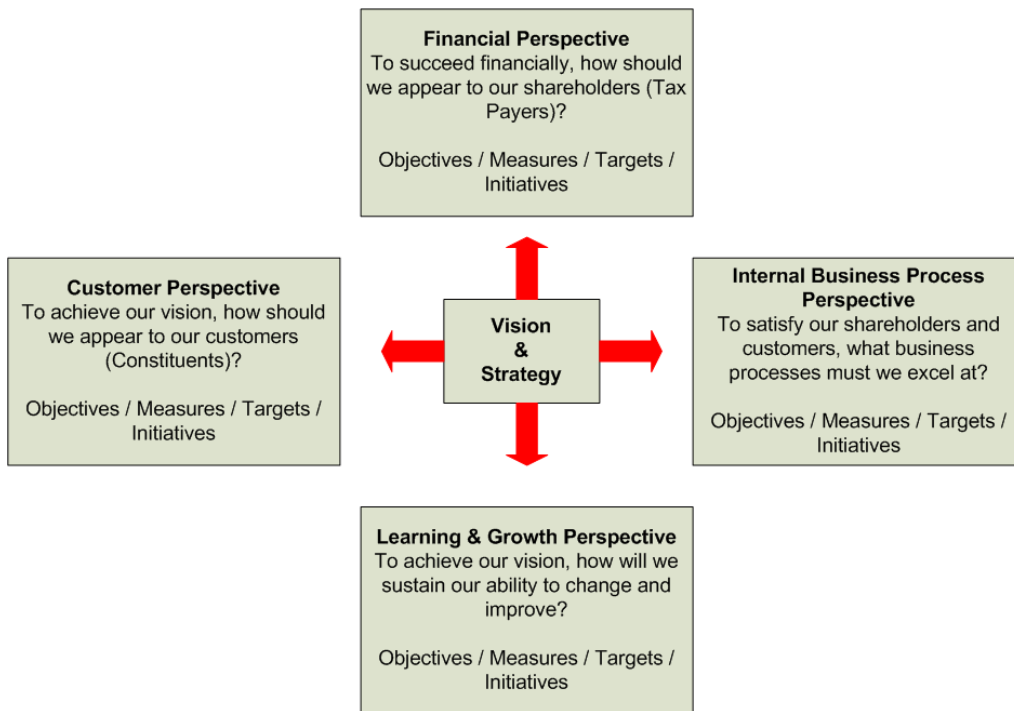 Financial Perspective
To succeed financially, how should
we appear to our shareholders (Tax
Payers)?
Objectives / Measures / Targets /
Initiatives
Customer Perspective
To achieve our vision, how should
we appear to our customers
(Constituents)?
Objectives / Measures / Targets /
Initiatives
Vision
&
Strategy
Internal Business Process
Perspective
To satisfy our shareholders and
customers, what business
processes must we excel at?
Objectives / Measures / Targets /
Initiatives
Learning & Growth Perspective
To achieve our vision, how will we
sustain our ability to change and
improve?
Objectives / Measures / Targets /
Initiatives